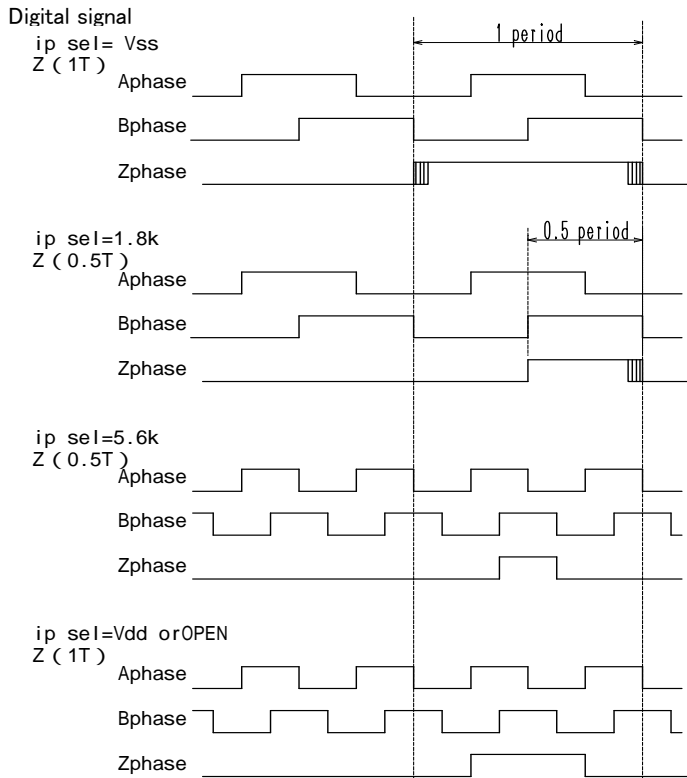 Digital signal
ip sel= Vss
Z (1T)
1 period
Aphase
Bphase
Zphase
ip sel=1.8k
Z (0.5T)
0.5 period
Aphase
Bphase
Zphase
ip sel=5.6k
Z (0.5T)
Aphase
Bphase
Zphase
ip sel=Vdd orOPEN
Z (1T)
Aphase
Bphase
Zphase